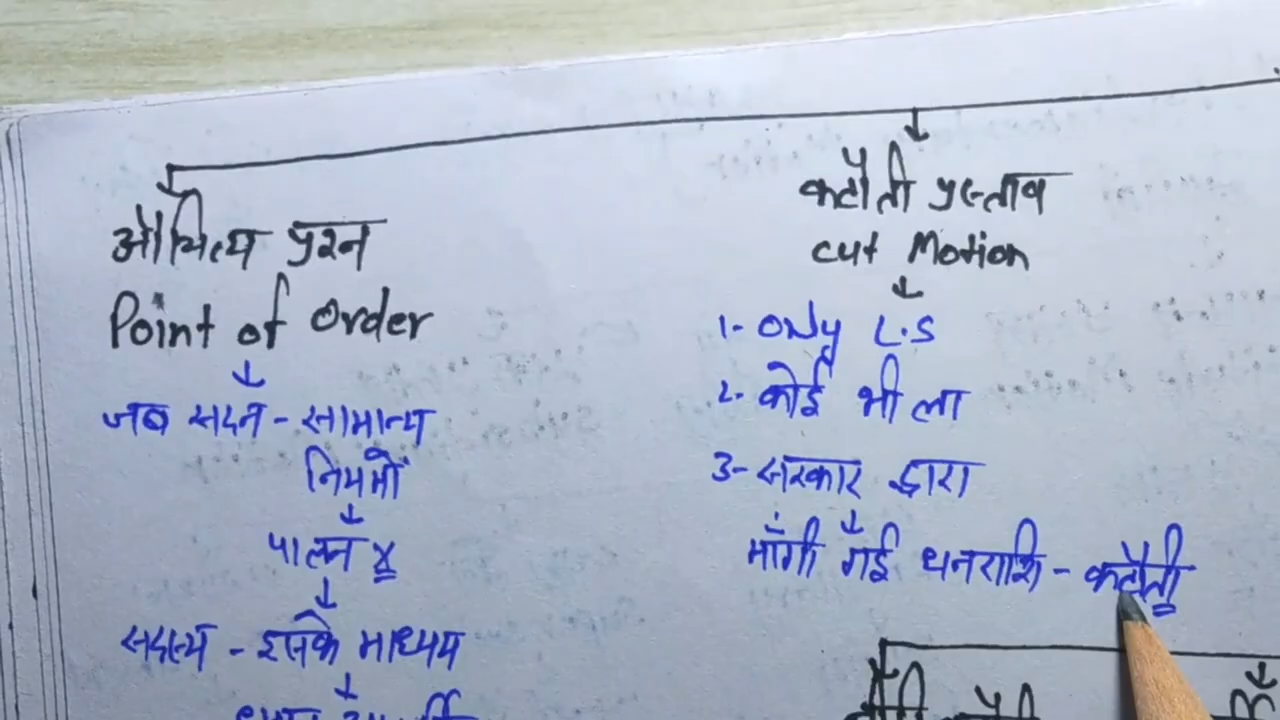 औचित्य प्रश्न
Point of Order
जब सदन - सामान्य
नियमों
पालन x
सदस्य - इसके माध्यम
कटौती प्रस्ताव
cut Motion
1- Only L.S
2- कोई भी ला
3- सरकार द्वारा
माँगी गई धनराशि - कटौती